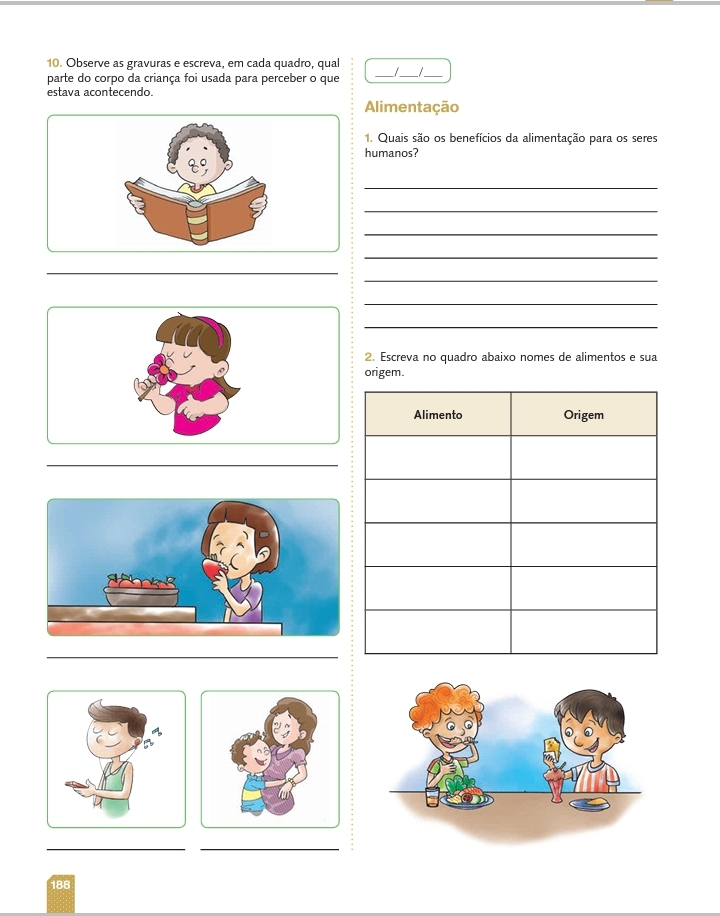 10. Observe as gravuras e escreva, em cada quadro, qual
parte do corpo da criança foi usada para perceber o que
estava acontecendo.
___/___/___
Alimentação
1. Quais são os benefícios da alimentação para os seres
humanos?
2. Escreva no quadro abaixo nomes de alimentos e sua
origem.
Alimento Origem
188